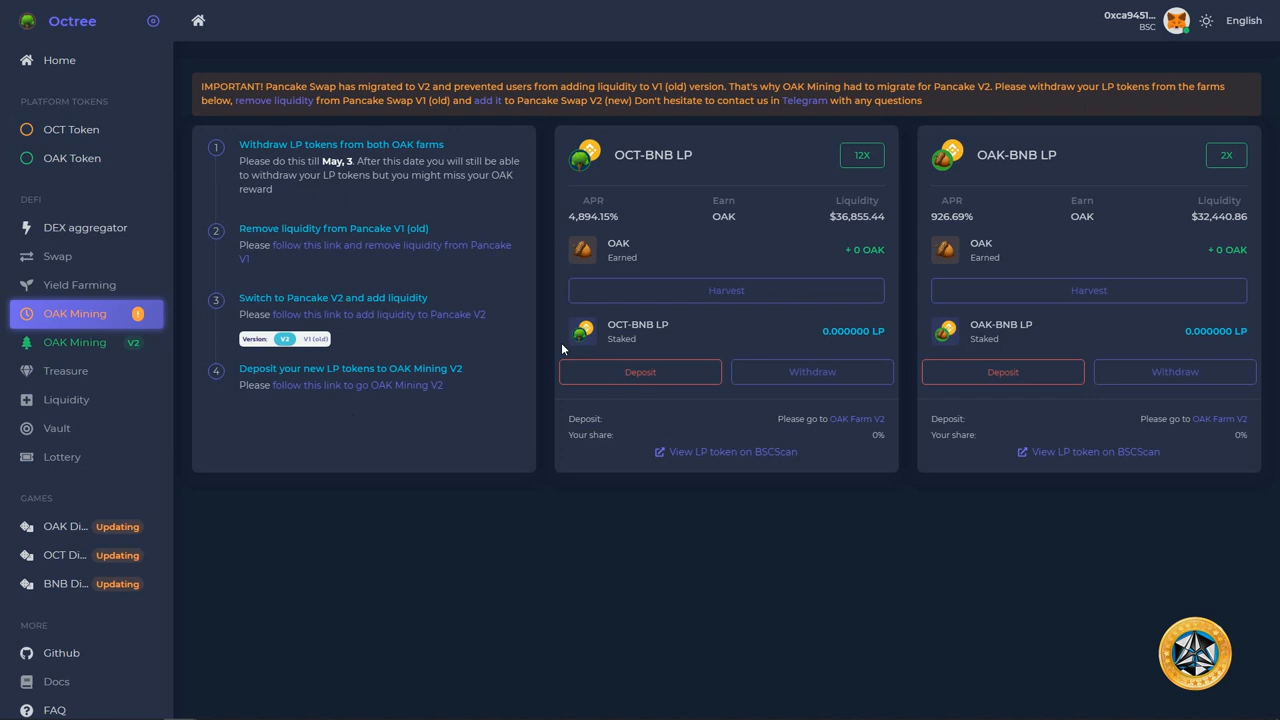 Octree
0xca9451...
BSC
English
Home
PLATFORM TOKENS
OCT Token
OAK Token
DEFI
DEX aggregator
Swap
Yield Farming
OAK Mining !
OAK Mining V2
Treasure
Liquidity
Vault
Lottery
GAMES
OAK Di... Updating
OCT Di... Updating
BNB Di... Updating
MORE
Github
Docs
FAQ
IMPORTANT! Pancake Swap has migrated to V2 and prevented users from adding liquidity to V1 (old) version. That's why OAK Mining had to migrate for Pancake V2. Please withdraw your LP tokens from the farms
below, remove liquidity from Pancake Swap V1 (old) and add it to Pancake Swap V2 (new) Don't hesitate to contact us in Telegram with any questions
1 Withdraw LP tokens from both OAK farms
Please do this till May, 3. After this date you will still be able
to withdraw your LP tokens but you might miss your OAK
reward
2 Remove liquidity from Pancake V1 (old)
Please follow this link and remove liquidity from Pancake
V1
3 Switch to Pancake V2 and add liquidity
Please follow this link to add liquidity to Pancake V2
Version: V2 V1 (old)
4 Deposit your new LP tokens to OAK Mining V2
Please follow this link to go OAK Mining V2
OCT-BNB LP 12X
APR Earn Liquidity
4,894.15% OAK $36,855.44
OAK
Earned
+ 0 OAK
Harvest
OCT-BNB LP
Staked
0.000000 LP
Deposit Withdraw
Deposit: Please go to OAK Farm V2
Your share: 0%
View LP token on BSCScan
OAK-BNB LP 2X
APR Earn Liquidity
926.69% OAK $32,440.86
OAK
Earned
+ 0 OAK
Harvest
OAK-BNB LP
Staked
0.000000 LP
Deposit Withdraw
Deposit: Please go to OAK Farm V2
Your share: 0%
View LP token on BSCScan